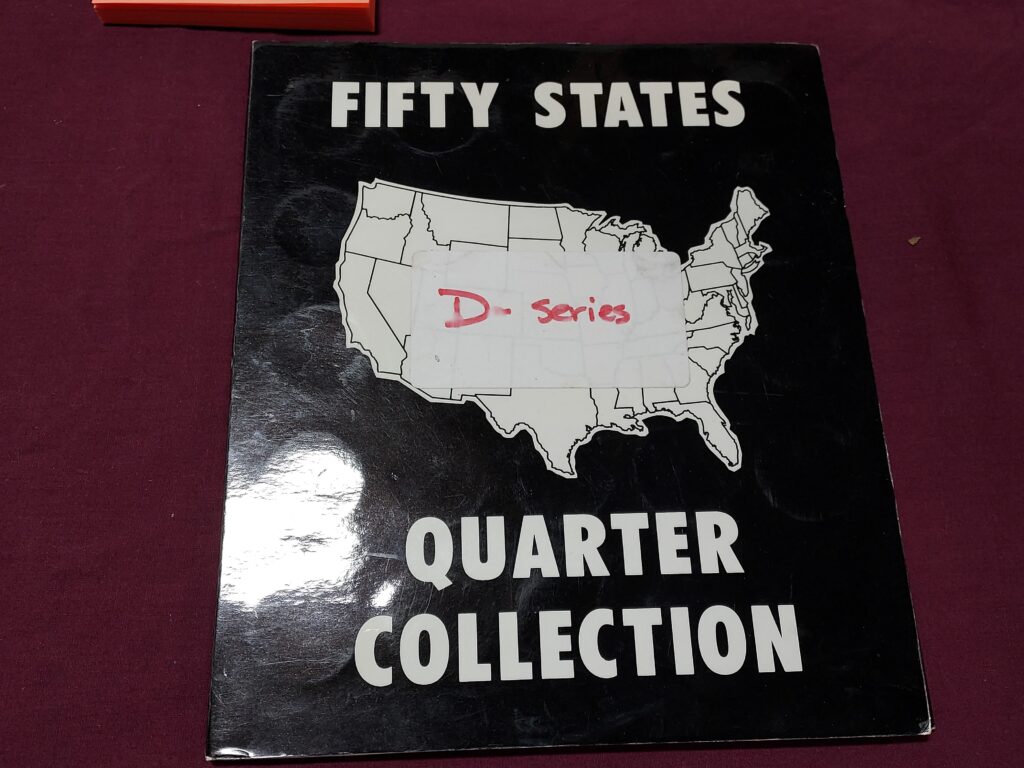 FIFTY STATES
D- series
QUARTER
COLLECTION